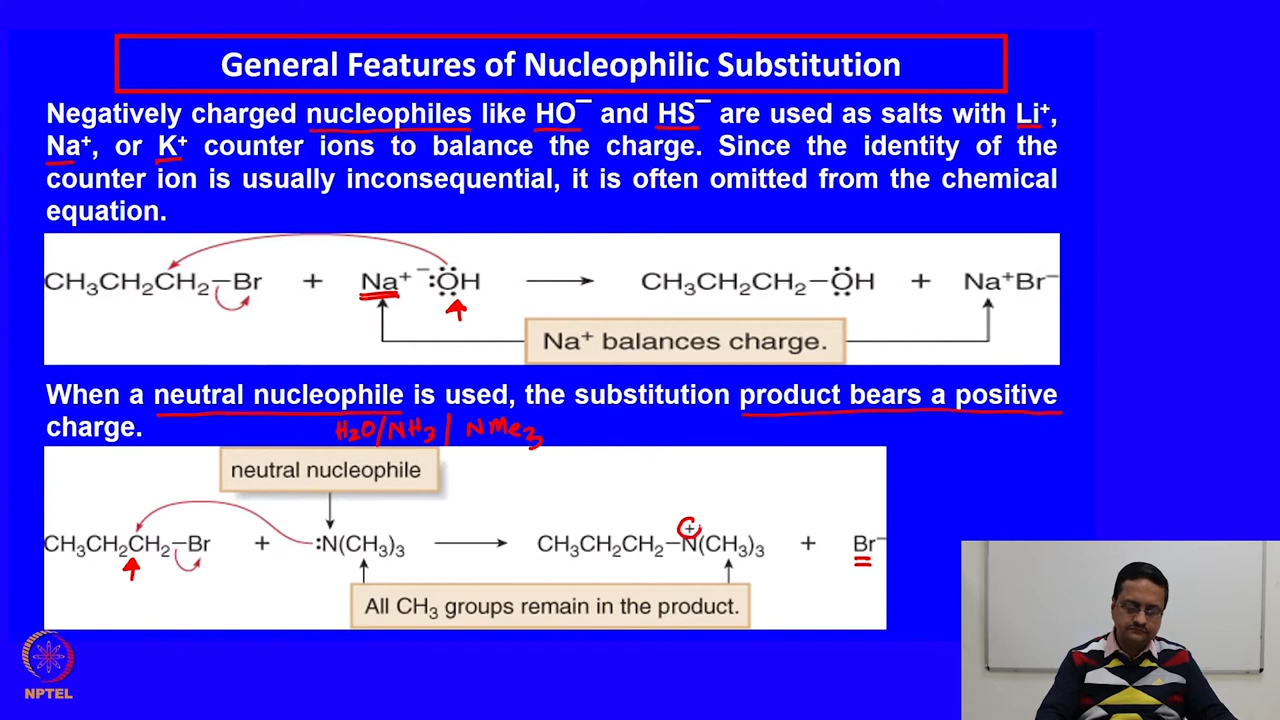 General Features of Nucleophilic Substitution
Negatively charged nucleophiles like HO⁻ and HS⁻ are used as salts with Li⁺,
Na⁺, or K⁺ counter ions to balance the charge. Since the identity of the
counter ion is usually inconsequential, it is often omitted from the chemical
equation.
CH₃CH₂CH₂–Br + Na⁺ ⁻:ÖH → CH₃CH₂CH₂–ÖH + Na⁺Br⁻
Na⁺ balances charge.
When a neutral nucleophile is used, the substitution product bears a positive
charge.
H₂O/NH₃/ NMe₃
neutral nucleophile
CH₃CH₂CH₂–Br + :N(CH₃)₃ → CH₃CH₂CH₂–N⁺(CH₃)₃ + Br⁻
All CH₃ groups remain in the product.
NPTEL